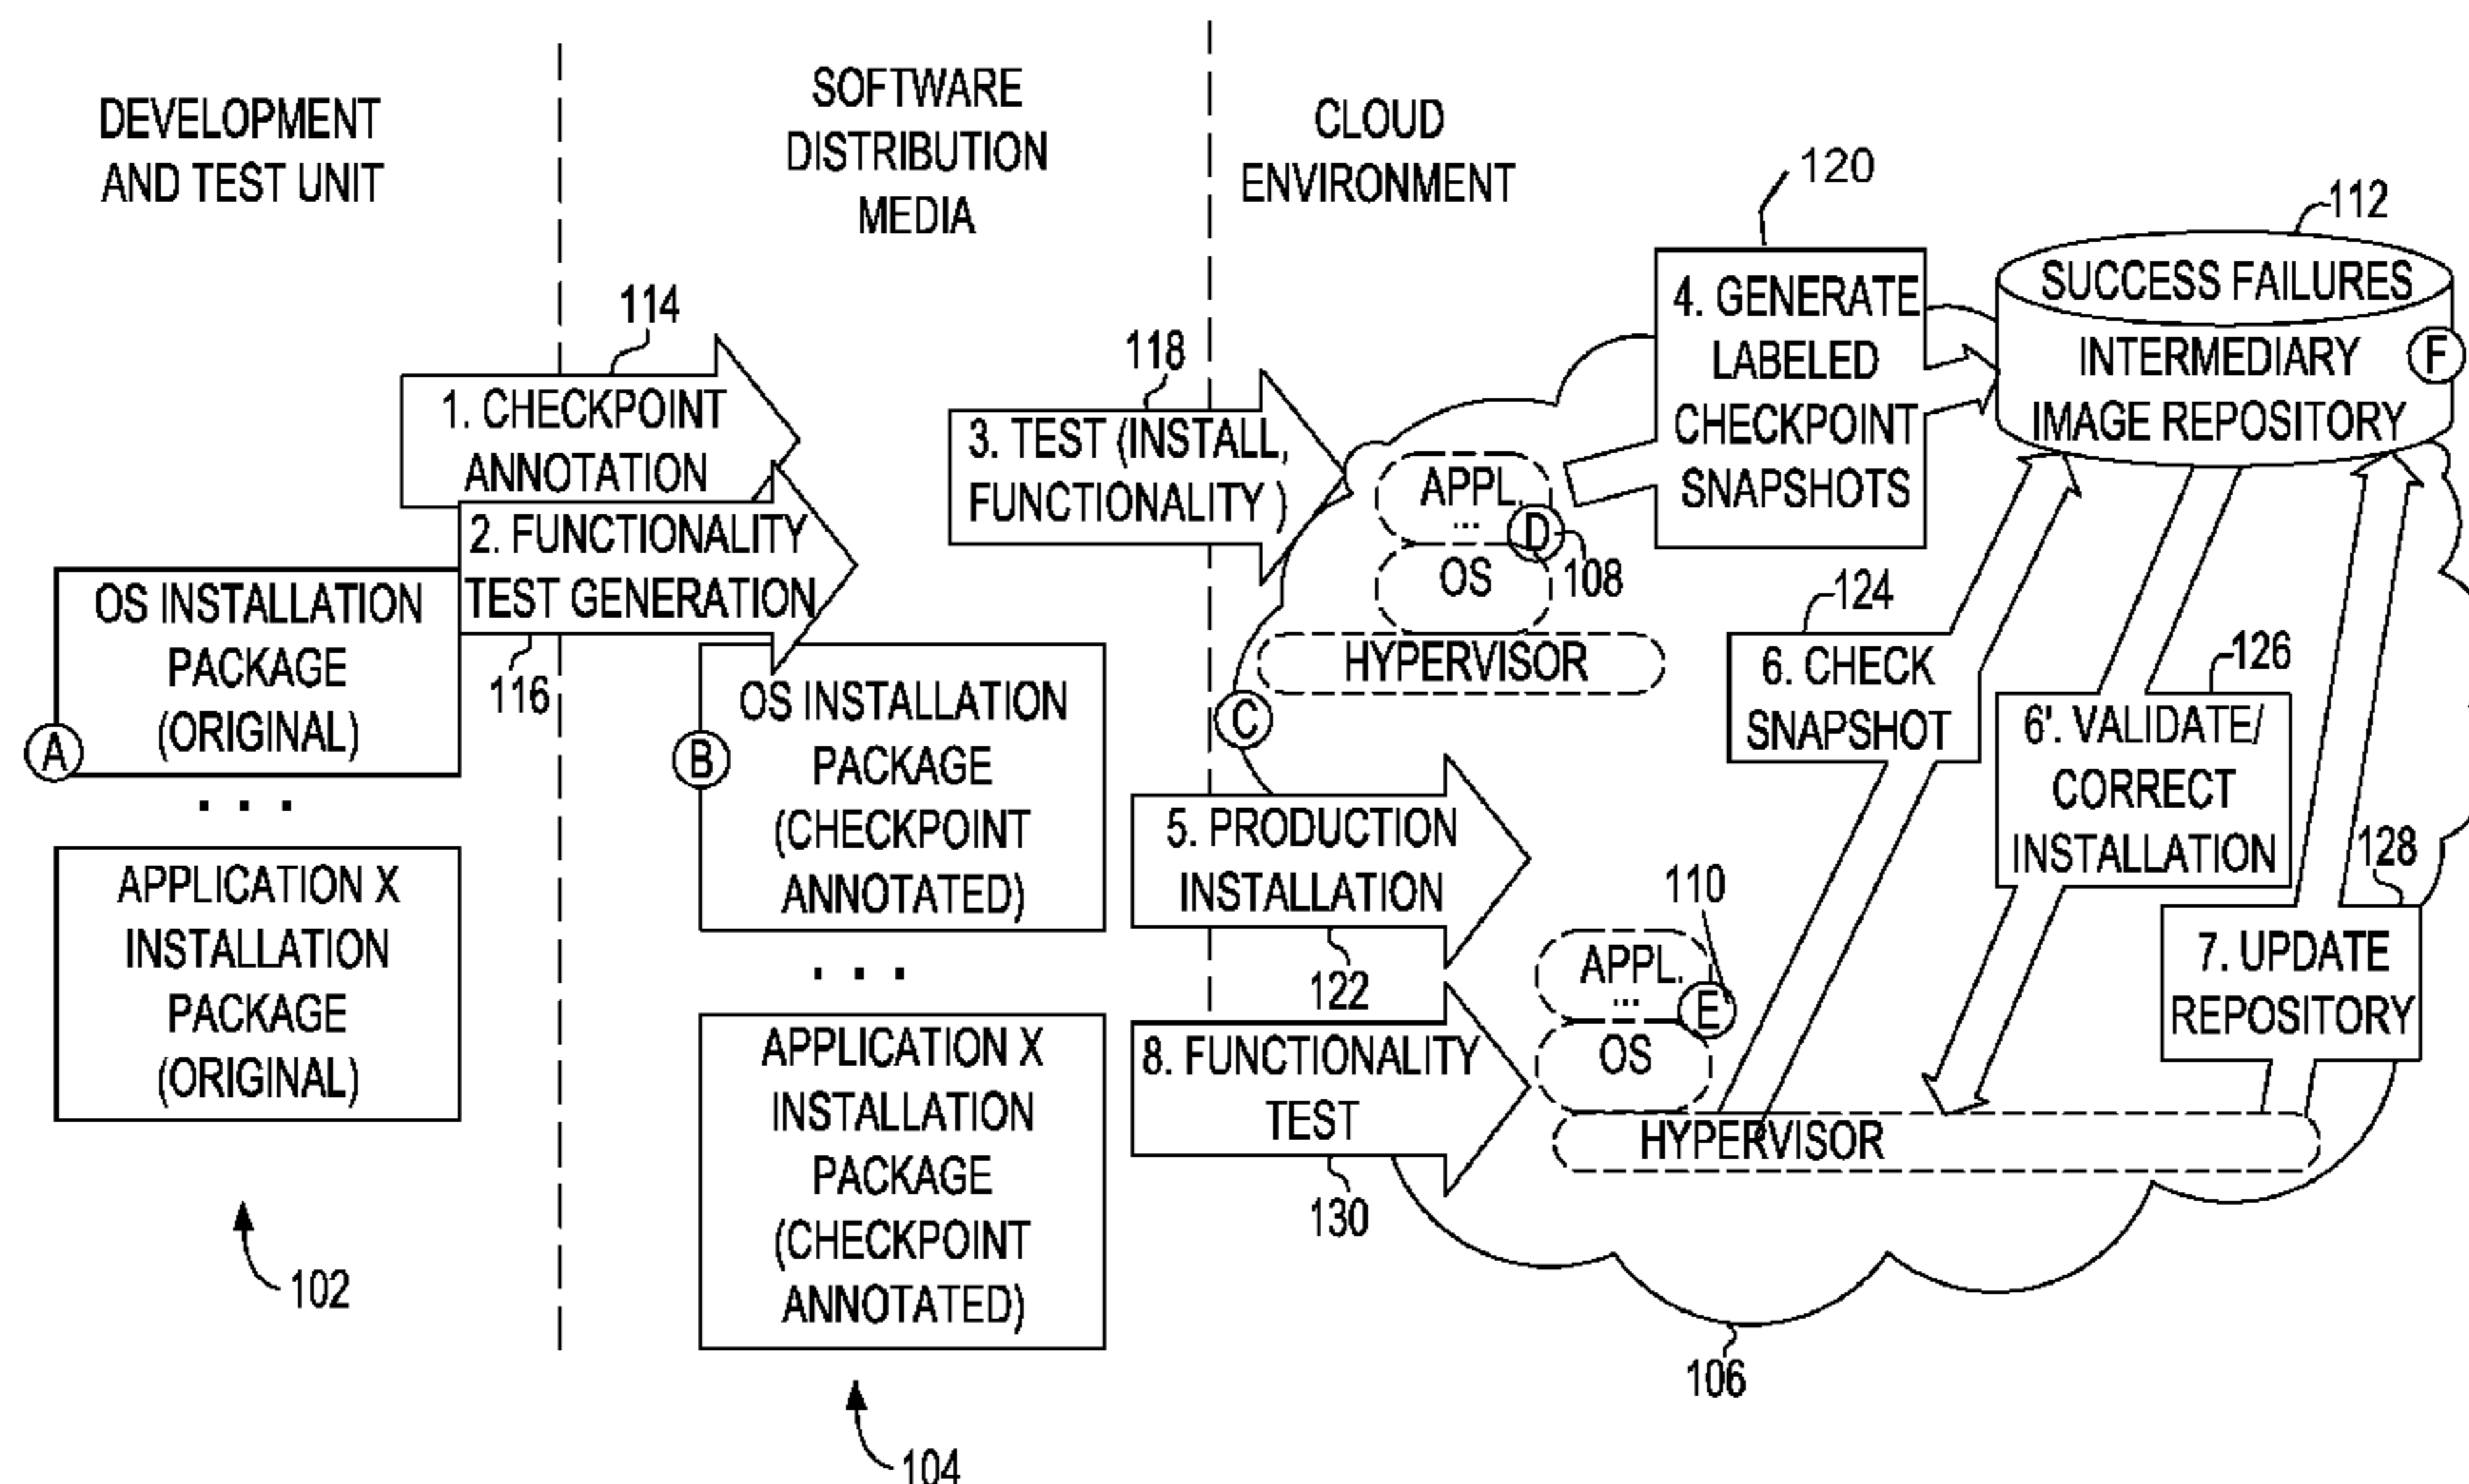 DEVELOPMENT
AND TEST UNIT
SOFTWARE
DISTRIBUTION
MEDIA
CLOUD
ENVIRONMENT
114
1. CHECKPOINT
ANNOTATION
2. FUNCTIONALITY
TEST GENERATION
116
OS INSTALLATION
PACKAGE
(ORIGINAL)
A
. . .
APPLICATION X
INSTALLATION
PACKAGE
(ORIGINAL)
102
OS INSTALLATION
PACKAGE
(CHECKPOINT
ANNOTATED)
B
. . .
APPLICATION X
INSTALLATION
PACKAGE
(CHECKPOINT
ANNOTATED)
104
118
3. TEST (INSTALL,
FUNCTIONALITY)
APPL.
...
D
108
OS
HYPERVISOR
C
120
4. GENERATE
LABELED
CHECKPOINT
SNAPSHOTS
112
SUCCESS FAILURES
INTERMEDIARY
IMAGE REPOSITORY
F
5. PRODUCTION
INSTALLATION
122
8. FUNCTIONALITY
TEST
130
110
APPL.
...
E
OS
HYPERVISOR
124
6. CHECK
SNAPSHOT
126
6'. VALIDATE/
CORRECT
INSTALLATION
128
7. UPDATE
REPOSITORY
106